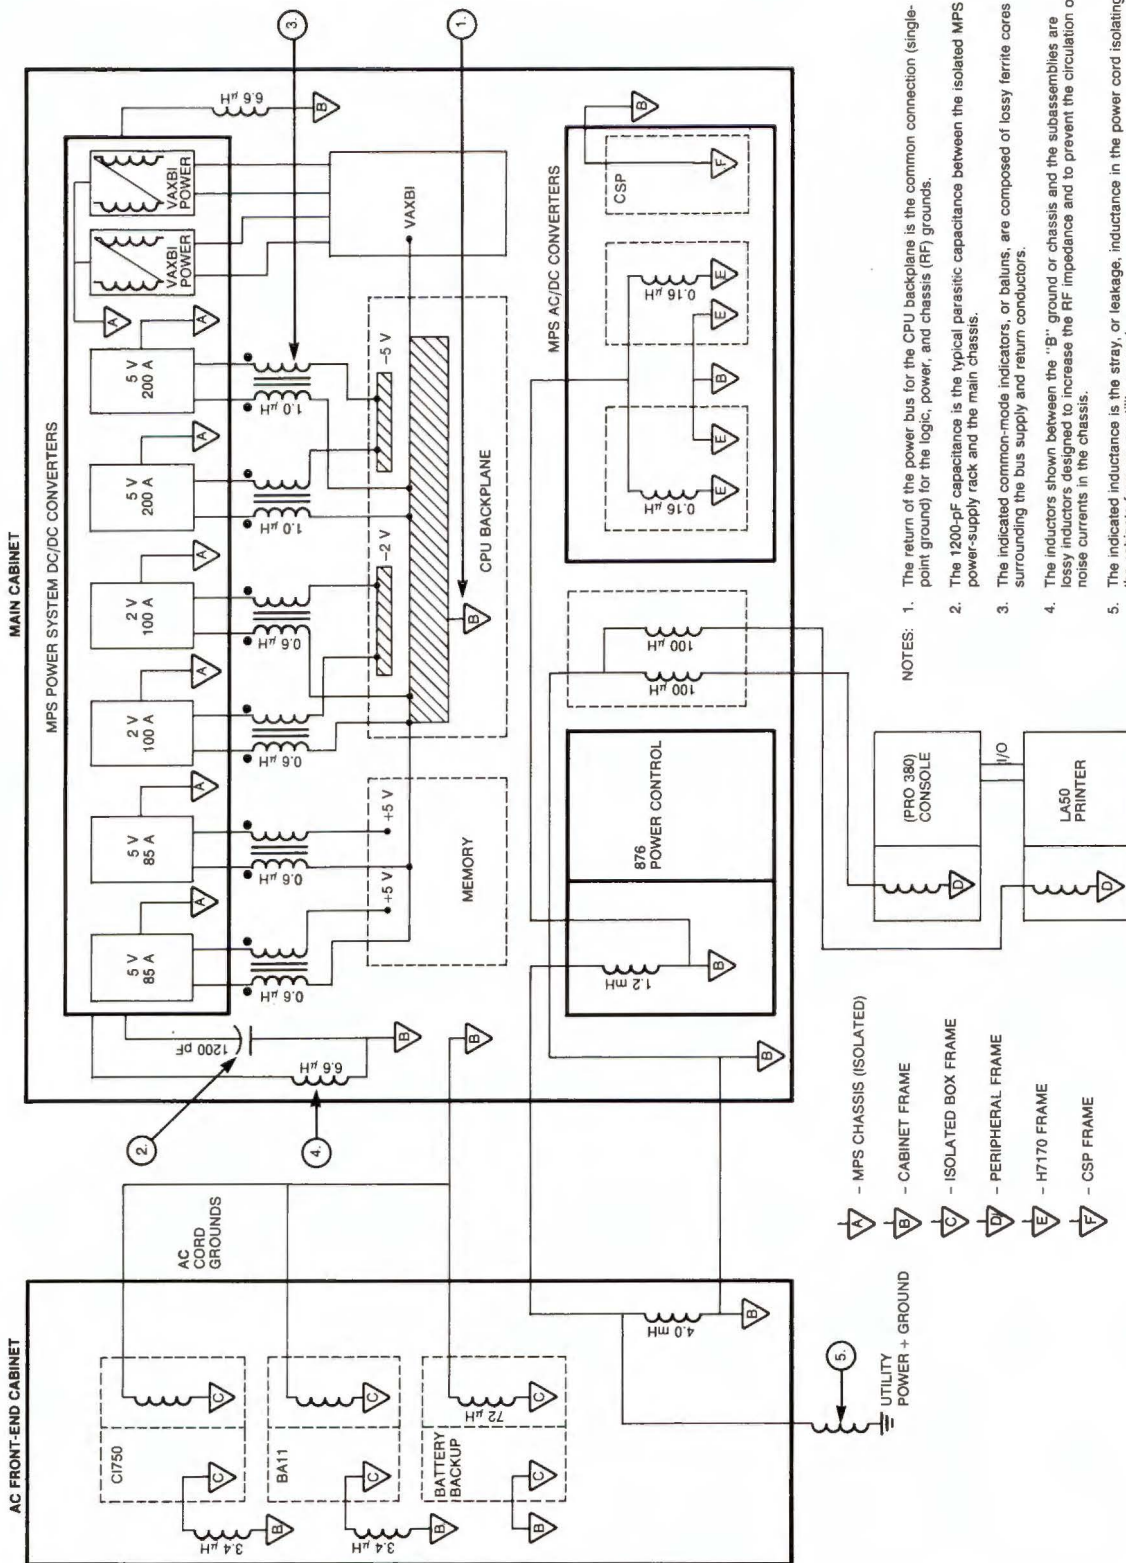 MAIN CABINET
MPS POWER SYSTEM DC/DC CONVERTERS
5 V
85 A
5 V
85 A
2 V
100 A
2 V
100 A
5 V
200 A
5 V
200 A
VAXBI
POWER
VAXBI
POWER
A
A
A
A
A
A
A
6.6 µH
B
3.
1.
2.
4.
1200 pF
6.6 µH
B
0.6 µH
0.6 µH
0.6 µH
0.6 µH
1.0 µH
1.0 µH
+5 V
+5 V
−2 V
−5 V
VAXBI
MEMORY
CPU BACKPLANE
B
B
MPS AC/DC CONVERTERS
CSP
F
B
0.16 µH
0.16 µH
E
E
B
E
E
876
POWER CONTROL
1.2 mH
B
100 µH
100 µH
B
AC FRONT-END CABINET
AC
CORD
GROUNDS
CI750
C
C
3.4 µH
B
BA11
C
C
3.4 µH
B
BATTERY
BACKUP
72 µH
C
C
B
4.0 mH
B
5.
UTILITY
POWER + GROUND
(PRO 380)
CONSOLE
D
I/O
LA50
PRINTER
D
A – MPS CHASSIS (ISOLATED)
B – CABINET FRAME
C – ISOLATED BOX FRAME
D – PERIPHERAL FRAME
E – H7170 FRAME
F – CSP FRAME
NOTES: 1. The return of the power bus for the CPU backplane is the common connection (single-
point ground) for the logic, power, and chassis (RF) grounds.
2. The 1200-pF capacitance is the typical parasitic capacitance between the isolated MPS
power-supply rack and the main chassis.
3. The indicated common-mode indicators, or baluns, are composed of lossy ferrite cores
surrounding the bus supply and return conductors.
4. The inductors shown between the "B" ground or chassis and the subassemblies are
lossy inductors designed to increase the RF impedance and to prevent the circulation
noise currents in the chassis.
5. The indicated inductance is the stray, or leakage, inductance in the power cord isolating